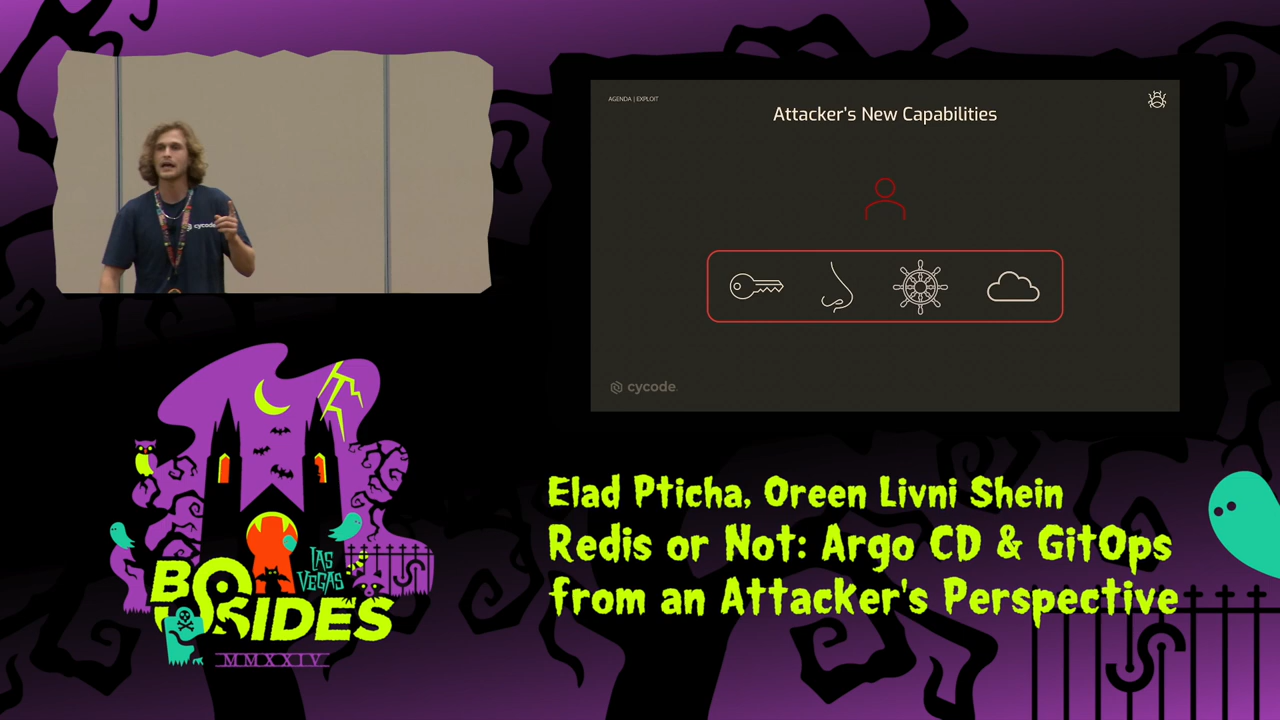 cycode
AGENDA | EXPLOIT
Attacker's New Capabilities
cycode
LAS
VEGAS
BSIDES
MMXXIV
Elad Pticha, Oreen Livni Shein
Redis or Not: Argo CD & GitOps
from an Attacker's Perspective